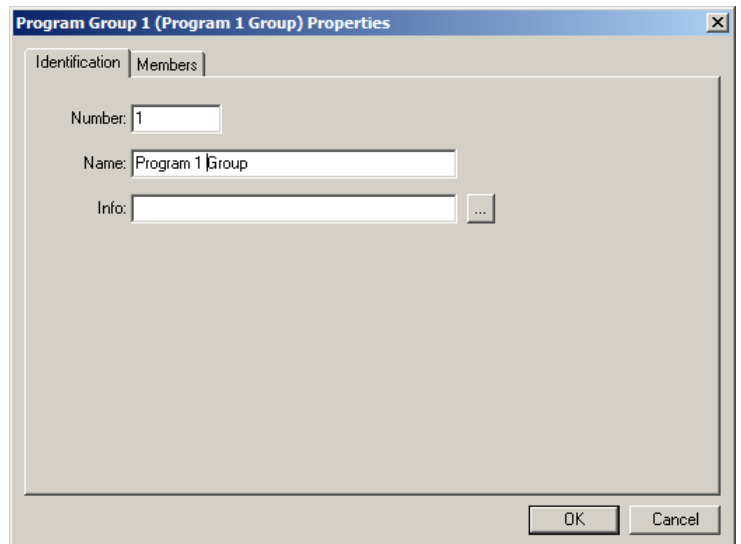 Program Group 1 (Program 1 Group) Properties
Identification Members
Number: 1
Name: Program 1 Group
Info: ...
OK Cancel